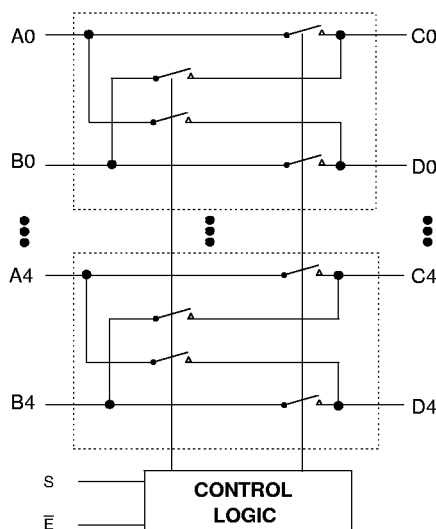 A0 C0
B0 D0
A4 C4
B4 D4
S
E̅
CONTROL
LOGIC